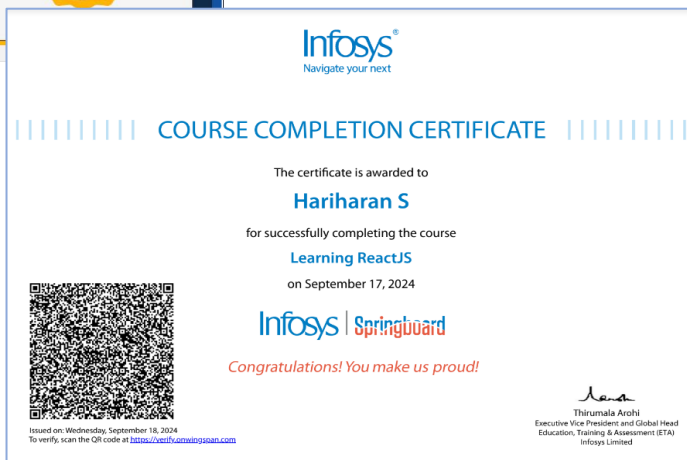 Infosys®
Navigate your next
COURSE COMPLETION CERTIFICATE
The certificate is awarded to
Hariharan S
for successfully completing the course
Learning ReactJS
on September 17, 2024
Infosys | Springboard
Congratulations! You make us proud!
Issued on: Wednesday, September 18, 2024
To verify, scan the QR code at https://verify.onwingspan.com
Thirumala Arohi
Executive Vice President and Global Head
Education, Training & Assessment (ETA)
Infosys Limited